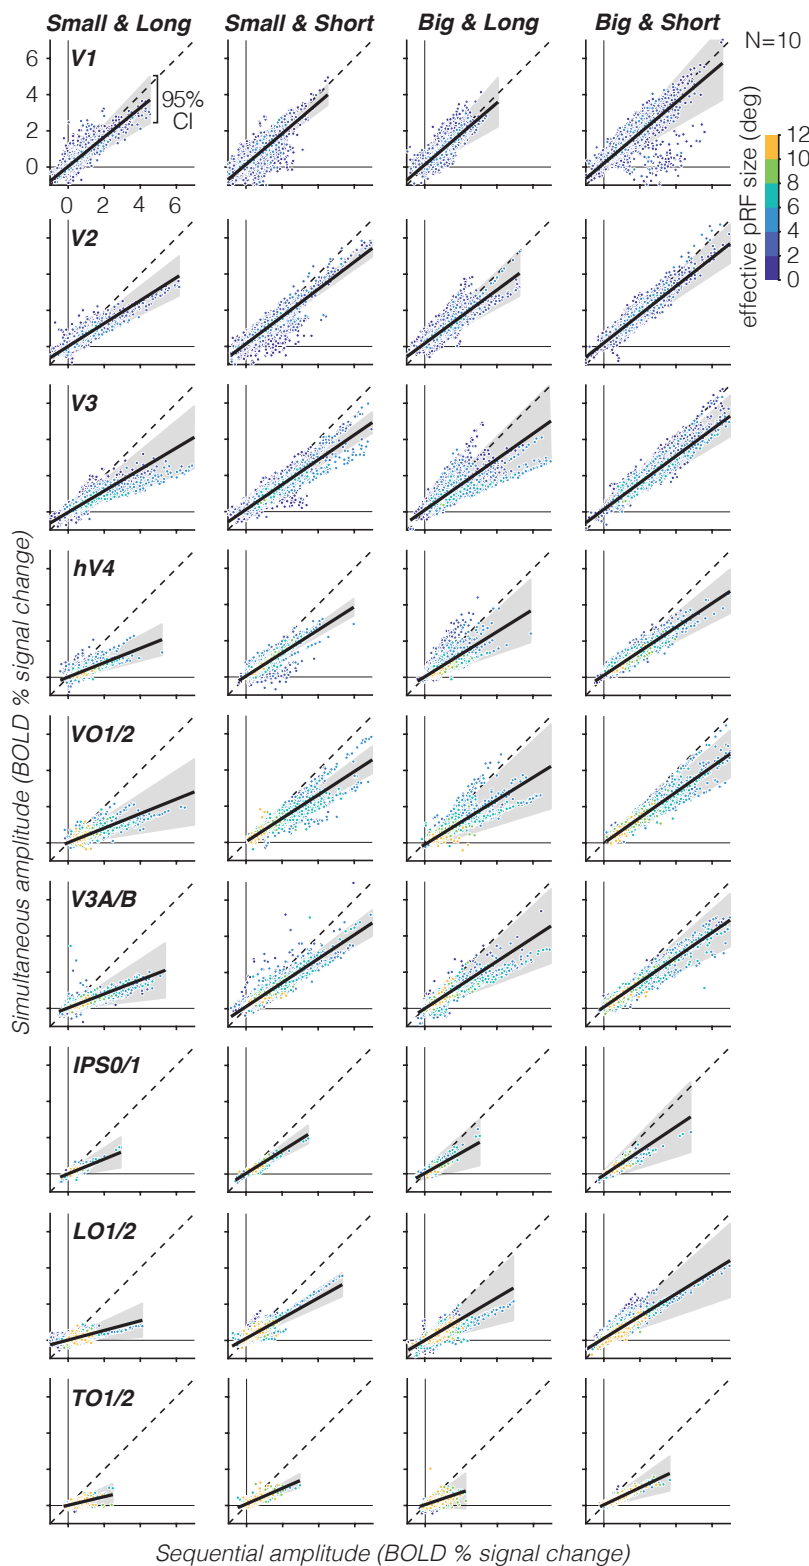 Small & Long Small & Short Big & Long Big & Short
V1
N=10
6
4
2
0
95%
CI
0 2 4 6
effective pRF size (deg)
12
10
8
6
4
2
0
V2
V3
hV4
VO1/2
V3A/B
IPS0/1
LO1/2
TO1/2
Simultaneous amplitude (BOLD % signal change)
Sequential amplitude (BOLD % signal change)